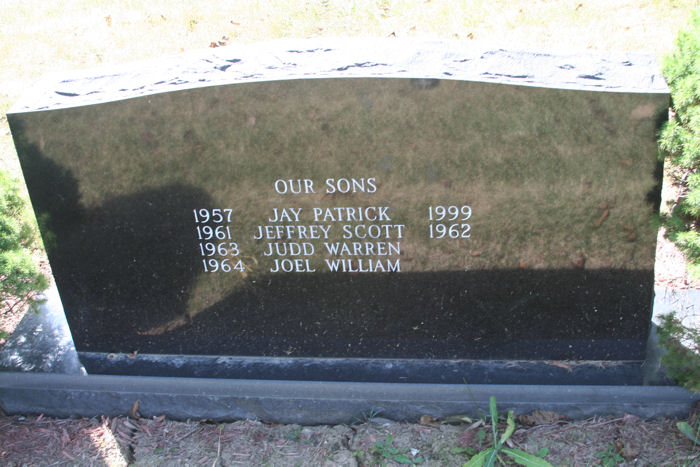 OUR SONS
1957 JAY PATRICK 1999
1961 JEFFREY SCOTT 1962
1963 JUDD WARREN
1964 JOEL WILLIAM